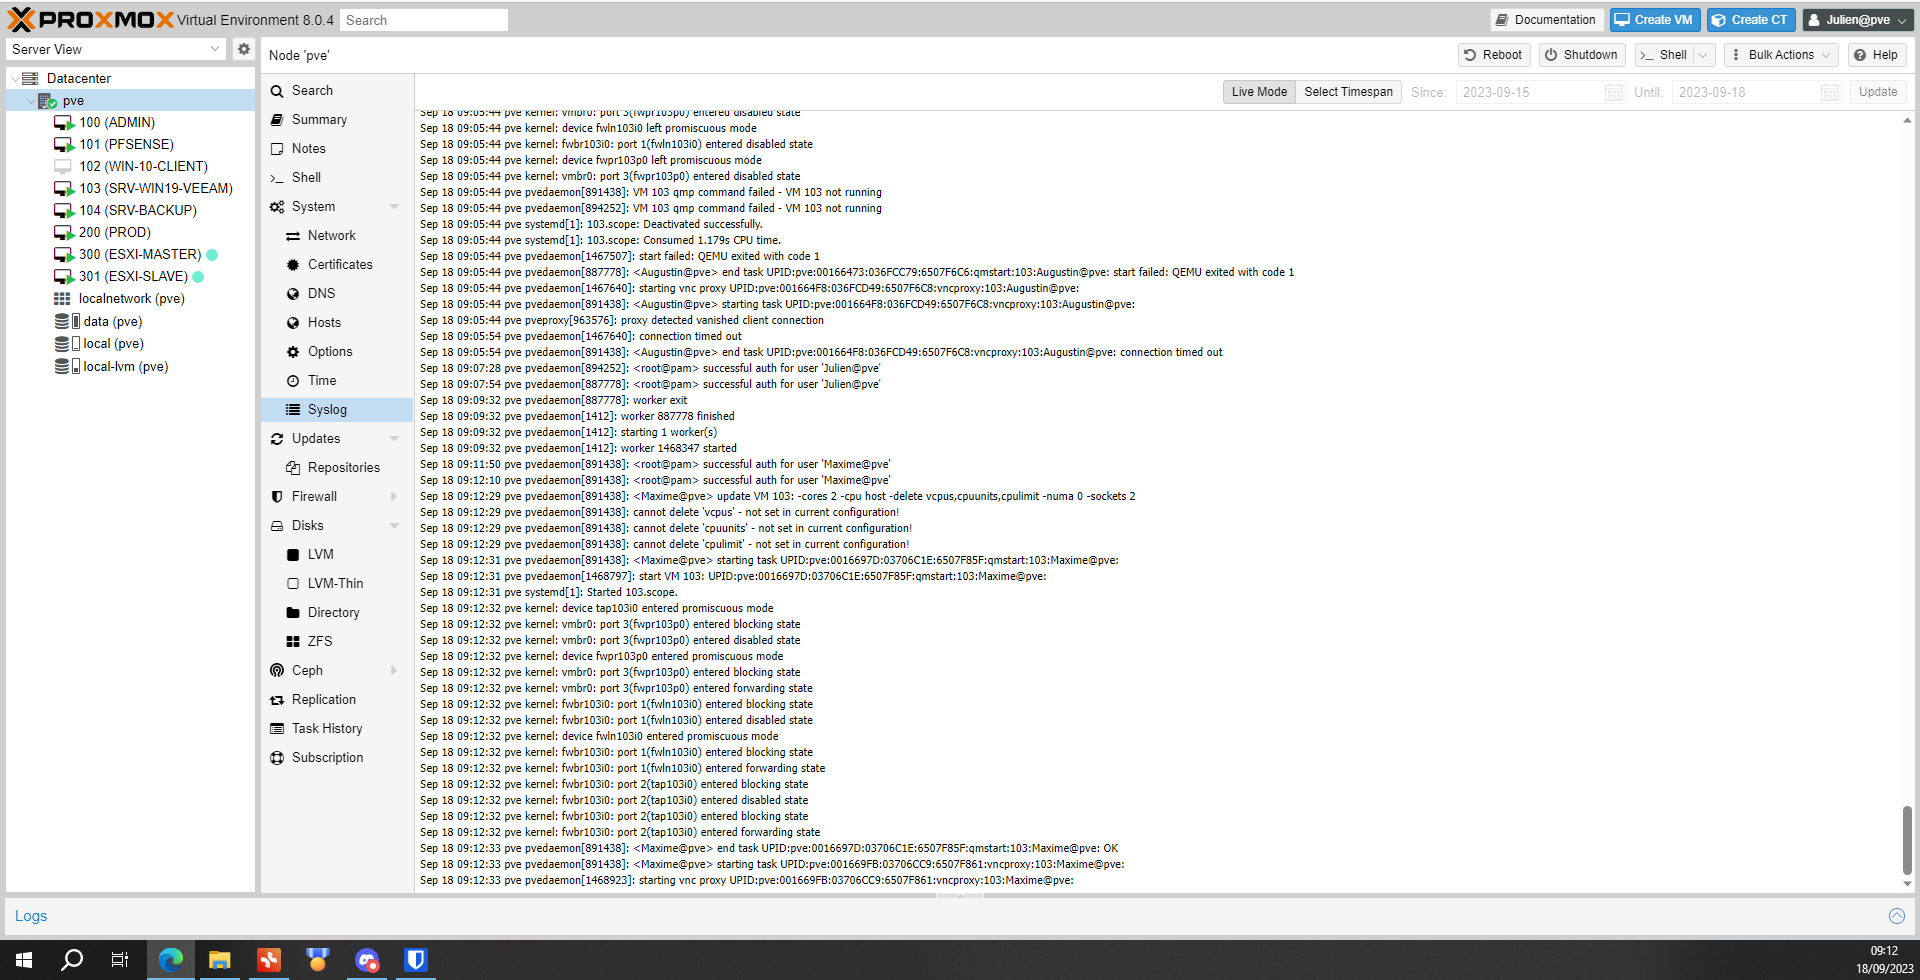 PROXMOX Virtual Environment 8.0.4 Search Documentation Create VM Create CT Julien@pve
Server View
Node 'pve' Reboot Shutdown Shell Bulk Actions Help
Datacenter
pve
100 (ADMIN)
101 (PFSENSE)
102 (WIN-10-CLIENT)
103 (SRV-WIN19-VEEAM)
104 (SRV-BACKUP)
200 (PROD)
300 (ESXI-MASTER)
301 (ESXI-SLAVE)
localnetwork (pve)
data (pve)
local (pve)
local-lvm (pve)
Search
Summary
Notes
Shell
System
Network
Certificates
DNS
Hosts
Options
Time
Syslog
Updates
Repositories
Firewall
Disks
LVM
LVM-Thin
Directory
ZFS
Ceph
Replication
Task History
Subscription
Live Mode Select Timespan Since: 2023-09-15 Until: 2023-09-18 Update
Sep 18 09:05:44 pve kernel: vmbr0: port 3(fwpr103p0) entered disabled state
Sep 18 09:05:44 pve kernel: device fwln103i0 left promiscuous mode
Sep 18 09:05:44 pve kernel: fwbr103i0: port 1(fwln103i0) entered disabled state
Sep 18 09:05:44 pve kernel: device fwpr103p0 left promiscuous mode
Sep 18 09:05:44 pve kernel: vmbr0: port 3(fwpr103p0) entered disabled state
Sep 18 09:05:44 pve pvedaemon[891438]: VM 103 qmp command failed - VM 103 not running
Sep 18 09:05:44 pve pvedaemon[894252]: VM 103 qmp command failed - VM 103 not running
Sep 18 09:05:44 pve systemd[1]: 103.scope: Deactivated successfully.
Sep 18 09:05:44 pve systemd[1]: 103.scope: Consumed 1.179s CPU time.
Sep 18 09:05:44 pve pvedaemon[1467507]: start failed: QEMU exited with code 1
Sep 18 09:05:44 pve pvedaemon[887778]: <Augustin@pve> end task UPID:pve:00166473:036FCC79:6507F6C6:qmstart:103:Augustin@pve: start failed: QEMU exited with code 1
Sep 18 09:05:44 pve pvedaemon[1467640]: starting vnc proxy UPID:pve:001664F8:036FCD49:6507F6C8:vncproxy:103:Augustin@pve:
Sep 18 09:05:44 pve pvedaemon[891438]: <Augustin@pve> starting task UPID:pve:001664F8:036FCD49:6507F6C8:vncproxy:103:Augustin@pve:
Sep 18 09:05:44 pve pveproxy[963576]: proxy detected vanished client connection
Sep 18 09:05:54 pve pvedaemon[1467640]: connection timed out
Sep 18 09:05:54 pve pvedaemon[891438]: <Augustin@pve> end task UPID:pve:001664F8:036FCD49:6507F6C8:vncproxy:103:Augustin@pve: connection timed out
Sep 18 09:07:28 pve pvedaemon[894252]: <root@pam> successful auth for user 'Julien@pve'
Sep 18 09:07:54 pve pvedaemon[887778]: <root@pam> successful auth for user 'Julien@pve'
Sep 18 09:09:32 pve pvedaemon[887778]: worker exit
Sep 18 09:09:32 pve pvedaemon[1412]: worker 887778 finished
Sep 18 09:09:32 pve pvedaemon[1412]: starting 1 worker(s)
Sep 18 09:09:32 pve pvedaemon[1412]: worker 1468347 started
Sep 18 09:11:50 pve pvedaemon[891438]: <root@pam> successful auth for user 'Maxime@pve'
Sep 18 09:12:10 pve pvedaemon[891438]: <root@pam> successful auth for user 'Maxime@pve'
Sep 18 09:12:29 pve pvedaemon[891438]: <Maxime@pve> update VM 103: -cores 2 -cpu host -delete vcpus,cpuunits,cpulimit -numa 0 -sockets 2
Sep 18 09:12:29 pve pvedaemon[891438]: cannot delete 'vcpus' - not set in current configuration!
Sep 18 09:12:29 pve pvedaemon[891438]: cannot delete 'cpuunits' - not set in current configuration!
Sep 18 09:12:29 pve pvedaemon[891438]: cannot delete 'cpulimit' - not set in current configuration!
Sep 18 09:12:31 pve pvedaemon[891438]: <Maxime@pve> starting task UPID:pve:0016697D:03706C1E:6507F85F:qmstart:103:Maxime@pve:
Sep 18 09:12:31 pve pvedaemon[1468797]: start VM 103: UPID:pve:0016697D:03706C1E:6507F85F:qmstart:103:Maxime@pve:
Sep 18 09:12:31 pve systemd[1]: Started 103.scope.
Sep 18 09:12:32 pve kernel: device tap103i0 entered promiscuous mode
Sep 18 09:12:32 pve kernel: vmbr0: port 3(fwpr103p0) entered blocking state
Sep 18 09:12:32 pve kernel: vmbr0: port 3(fwpr103p0) entered disabled state
Sep 18 09:12:32 pve kernel: device fwpr103p0 entered promiscuous mode
Sep 18 09:12:32 pve kernel: vmbr0: port 3(fwpr103p0) entered blocking state
Sep 18 09:12:32 pve kernel: vmbr0: port 3(fwpr103p0) entered forwarding state
Sep 18 09:12:32 pve kernel: fwbr103i0: port 1(fwln103i0) entered blocking state
Sep 18 09:12:32 pve kernel: fwbr103i0: port 1(fwln103i0) entered disabled state
Sep 18 09:12:32 pve kernel: device fwln103i0 entered promiscuous mode
Sep 18 09:12:32 pve kernel: fwbr103i0: port 1(fwln103i0) entered blocking state
Sep 18 09:12:32 pve kernel: fwbr103i0: port 1(fwln103i0) entered forwarding state
Sep 18 09:12:32 pve kernel: fwbr103i0: port 2(tap103i0) entered blocking state
Sep 18 09:12:32 pve kernel: fwbr103i0: port 2(tap103i0) entered disabled state
Sep 18 09:12:32 pve kernel: fwbr103i0: port 2(tap103i0) entered blocking state
Sep 18 09:12:32 pve kernel: fwbr103i0: port 2(tap103i0) entered forwarding state
Sep 18 09:12:33 pve pvedaemon[891438]: <Maxime@pve> end task UPID:pve:0016697D:03706C1E:6507F85F:qmstart:103:Maxime@pve: OK
Sep 18 09:12:33 pve pvedaemon[891438]: <Maxime@pve> starting task UPID:pve:001669FB:03706CC9:6507F861:vncproxy:103:Maxime@pve:
Sep 18 09:12:33 pve pvedaemon[1468923]: starting vnc proxy UPID:pve:001669FB:03706CC9:6507F861:vncproxy:103:Maxime@pve:
Logs
09:12
18/09/2023